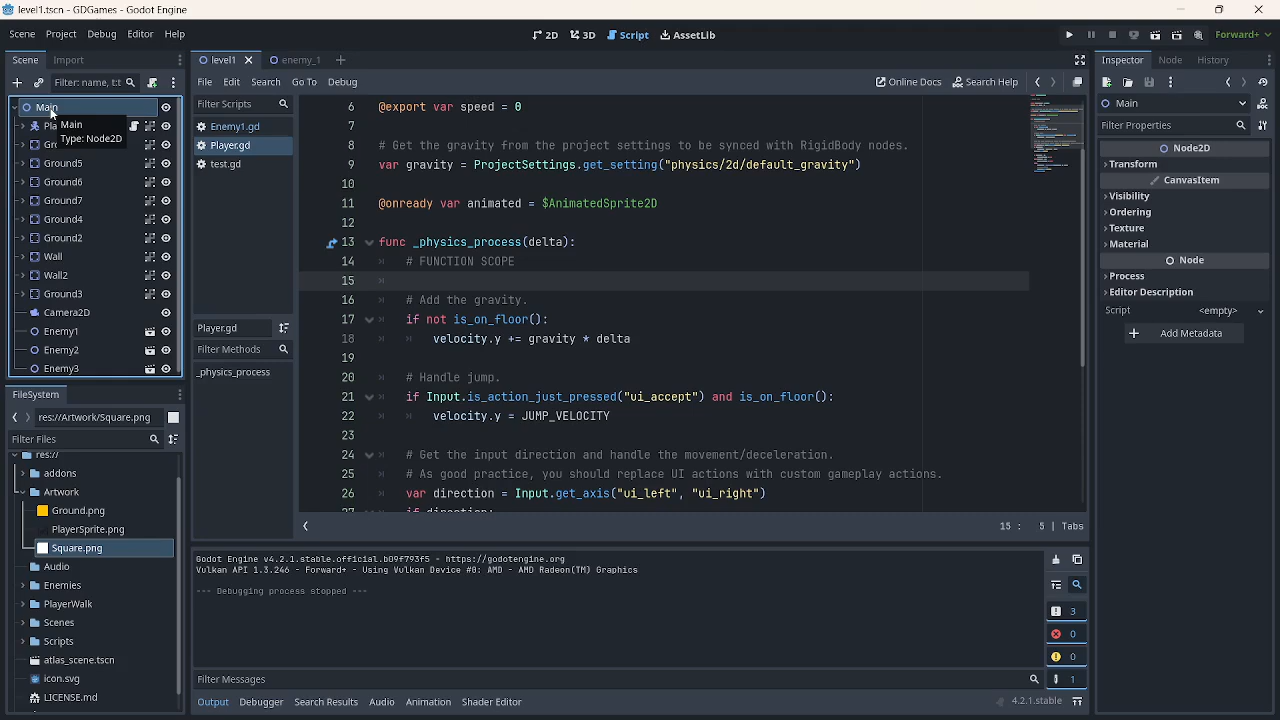 level1.tscn - GDGames - Godot Engine
Scene Project Debug Editor Help
2D 3D Script AssetLib
Forward+
Scene Import
level1 enemy_1
Inspector Node History
Filter: name, t:t
File Edit Search Go To Debug
Online Docs Search Help
Main
Main
Type: Node2D
Ground5
Ground6
Ground7
Ground4
Ground2
Wall
Wall2
Ground3
Camera2D
Enemy1
Enemy2
Enemy3
FileSystem
res://Artwork/Square.png
Filter Files
res://
addons
Artwork
Ground.png
PlayerSprite.png
Square.png
Audio
Enemies
PlayerWalk
Scenes
Scripts
atlas_scene.tscn
icon.svg
LICENSE.md
Filter Scripts
Enemy1.gd
Player.gd
test.gd
Player.gd
Filter Methods
_physics_process
6 @export var speed = 0
7
8 # Get the gravity from the project settings to be synced with RigidBody nodes.
9 var gravity = ProjectSettings.get_setting("physics/2d/default_gravity")
10
11 @onready var animated = $AnimatedSprite2D
12
13 func _physics_process(delta):
14 # FUNCTION SCOPE
15
16 # Add the gravity.
17 if not is_on_floor():
18 velocity.y += gravity * delta
19
20 # Handle jump.
21 if Input.is_action_just_pressed("ui_accept") and is_on_floor():
22 velocity.y = JUMP_VELOCITY
23
24 # Get the input direction and handle the movement/deceleration.
25 # As good practice, you should replace UI actions with custom gameplay actions.
26 var direction = Input.get_axis("ui_left", "ui_right")
27 if direction:
15 : 5 | Tabs
Godot Engine v4.2.1.stable.official.b09f793f5 - https://godotengine.org
Vulkan API 1.3.246 - Forward+ - Using Vulkan Device #0: AMD - AMD Radeon(TM) Graphics
--- Debugging process stopped ---
3
0
0
1
Filter Messages
Output Debugger Search Results Audio Animation Shader Editor
4.2.1.stable
Main
Filter Properties
Node2D
Transform
CanvasItem
Visibility
Ordering
Texture
Material
Node
Process
Editor Description
Script <empty>
Add Metadata